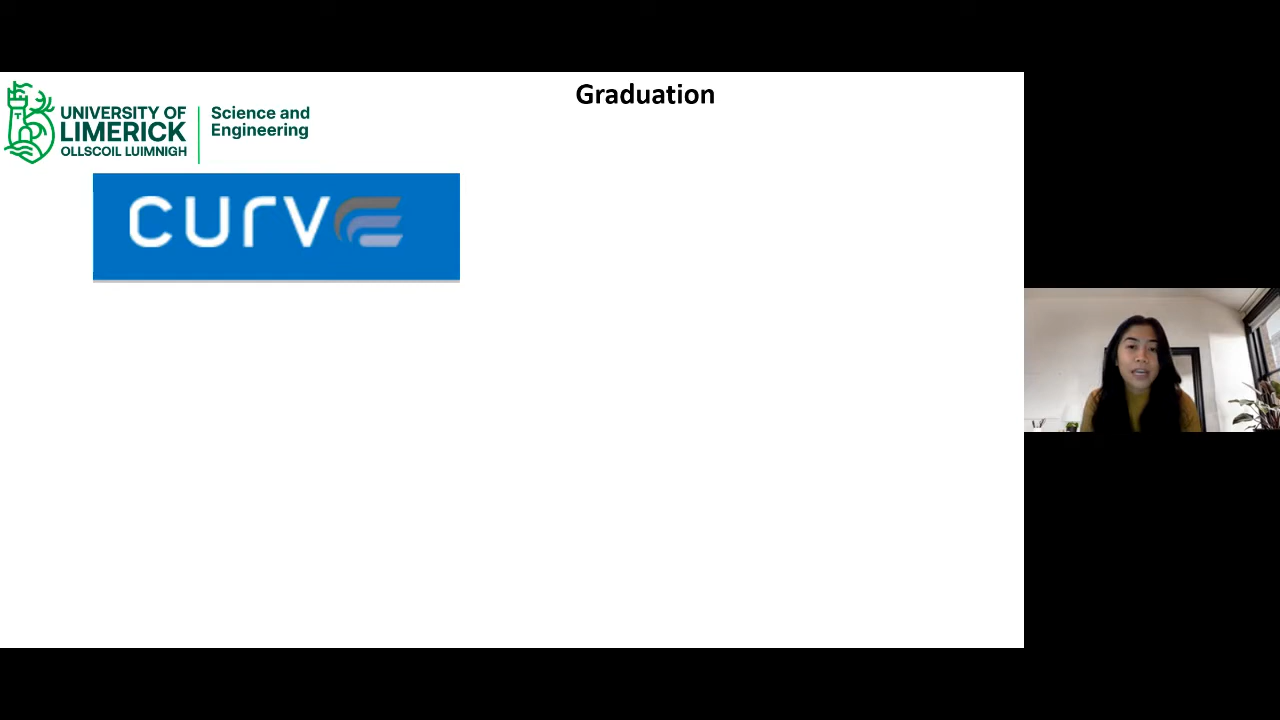 Graduation
UNIVERSITY OF
LIMERICK
OLLSCOIL LUIMNIGH
Science and
Engineering
curve